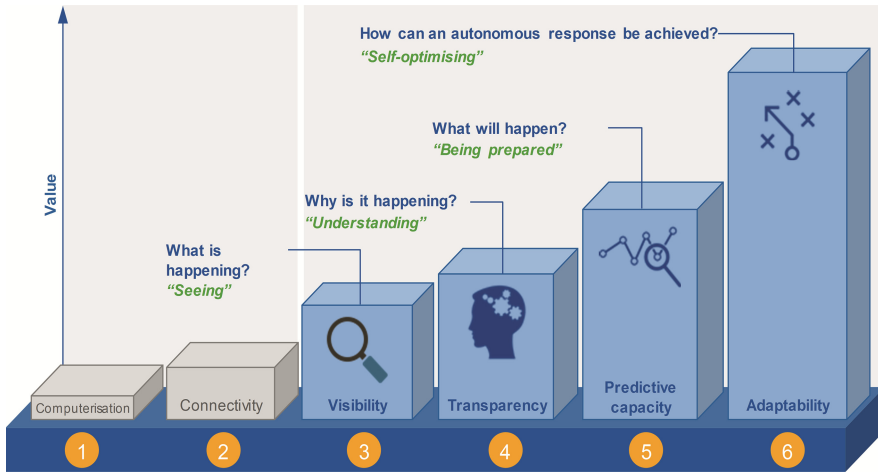 How can an autonomous response be achieved?
“Self-optimising”
What will happen?
“Being prepared”
Why is it happening?
“Understanding”
What is
happening?
“Seeing”
Value
Computerisation
Connectivity
Visibility
Transparency
Predictive
capacity
Adaptability
1
2
3
4
5
6